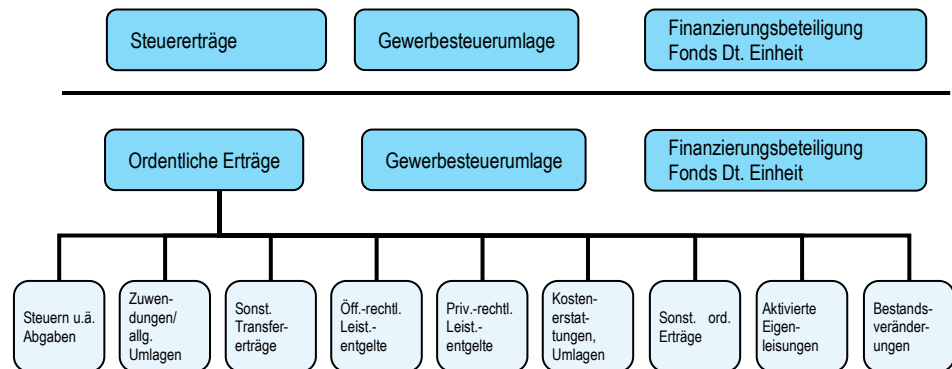 Steuererträge
Gewerbesteuerumlage
Finanzierungsbeteiligung
Fonds Dt. Einheit
Ordentliche Erträge
Gewerbesteuerumlage
Finanzierungsbeteiligung
Fonds Dt. Einheit
Steuern u.ä.
Abgaben
Zuwen-
dungen/
allg.
Umlagen
Sonst.
Transfer-
erträge
Öff.-rechtl.
Leist.-
entgelte
Priv.-rechtl.
Leist.-
entgelte
Kosten-
erstat-
tungen,
Umlagen
Sonst. ord.
Erträge
Aktivierte
Eigen-
leisungen
Bestands-
veränder-
ungen